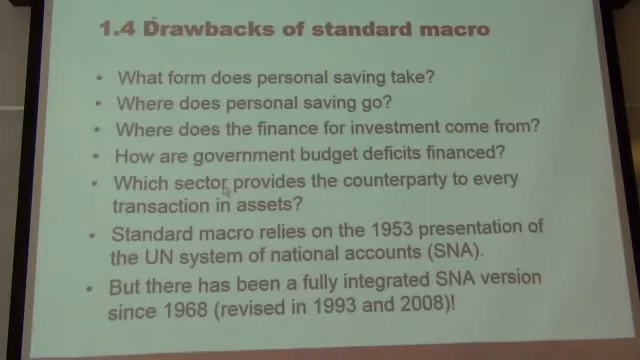 1.4 Drawbacks of standard macro
• What form does personal saving take?
• Where does personal saving go?
• Where does the finance for investment come from?
• How are government budget deficits financed?
• Which sector provides the counterparty to every
transaction in assets?
• Standard macro relies on the 1953 presentation of
the UN system of national accounts (SNA).
• But there has been a fully integrated SNA version
since 1968 (revised in 1993 and 2008)!